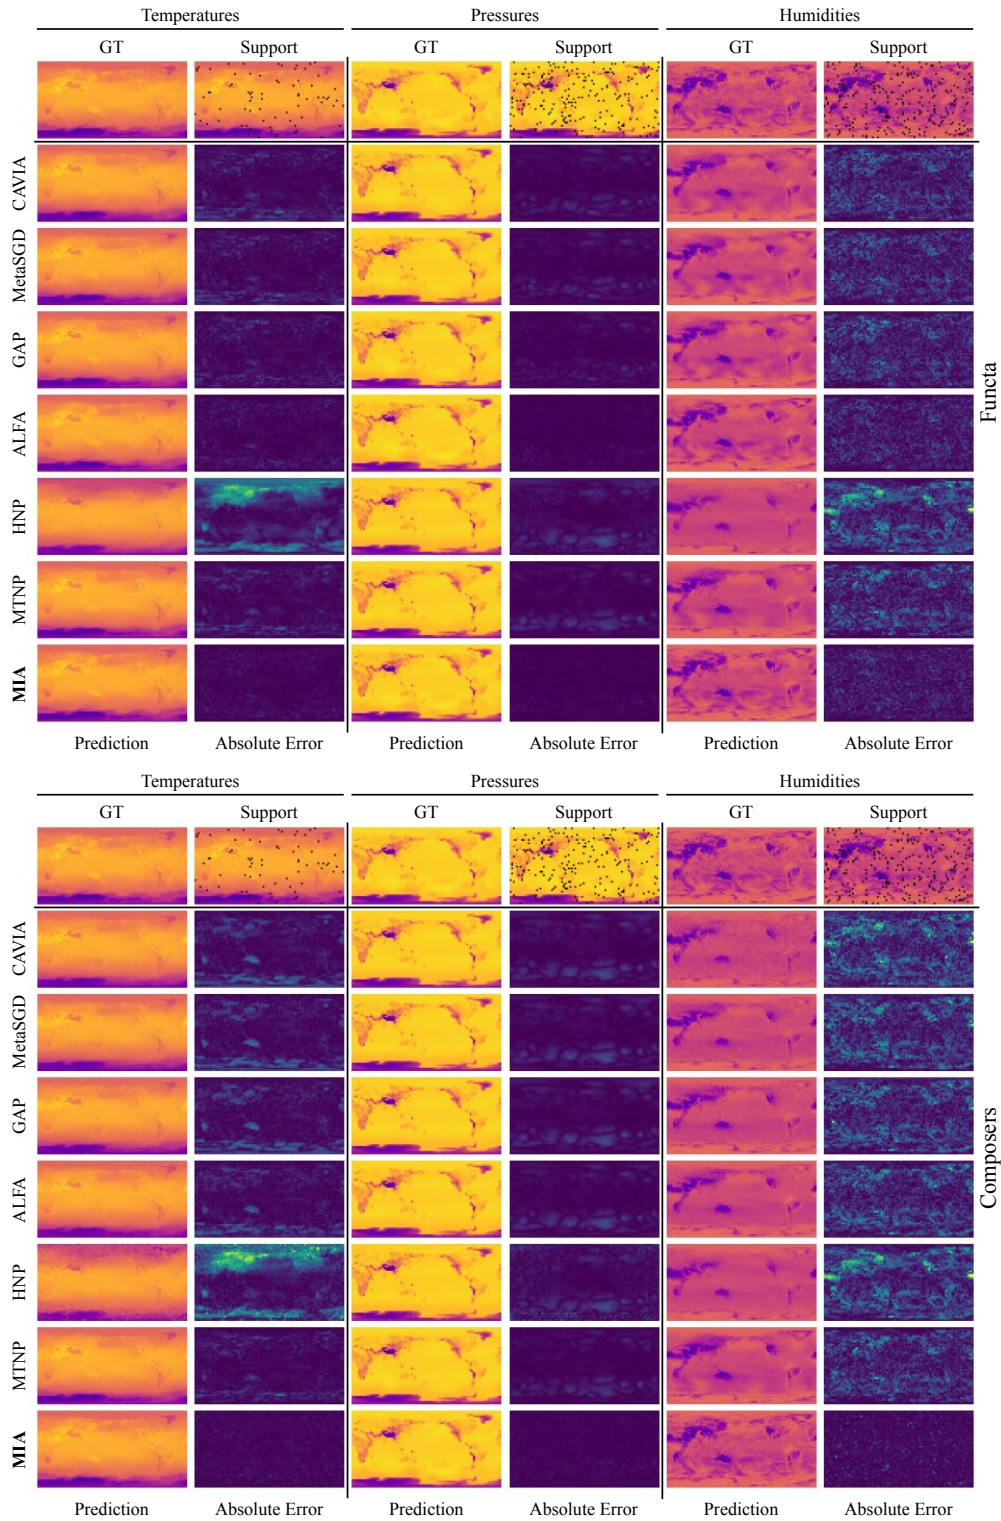 Temperatures Pressures Humidities
GT Support GT Support GT Support
CAVIA
MetaSGD
GAP
ALFA
HNP
MTNP
MIA
Functa
Prediction Absolute Error Prediction Absolute Error Prediction Absolute Error
Temperatures Pressures Humidities
GT Support GT Support GT Support
CAVIA
MetaSGD
GAP
ALFA
HNP
MTNP
MIA
Composers
Prediction Absolute Error Prediction Absolute Error Prediction Absolute Error